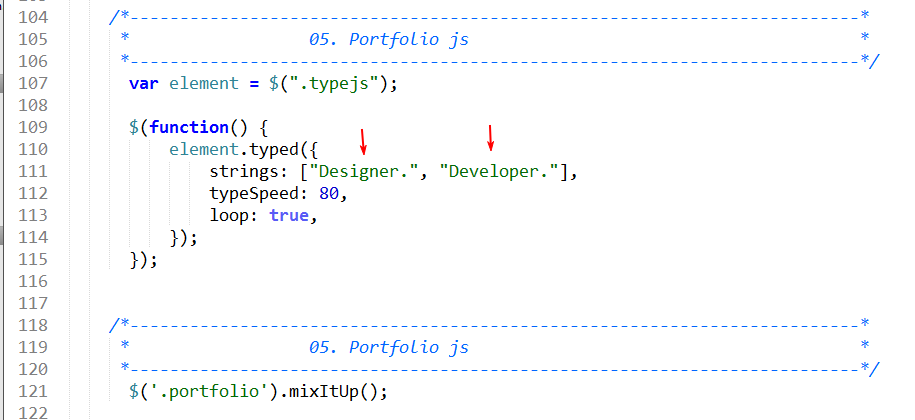 104 /*-------------------------------------------------------------------------*
105 * 05. Portfolio js *
106 *-------------------------------------------------------------------------*/
107 var element = $(".typejs");
108
109 $(function() {
110 element.typed({
111 strings: ["Designer.", "Developer."],
112 typeSpeed: 80,
113 loop: true,
114 });
115 });
116
117
118 /*-------------------------------------------------------------------------*
119 * 05. Portfolio js *
120 *-------------------------------------------------------------------------*/
121 $('.portfolio').mixItUp();
122